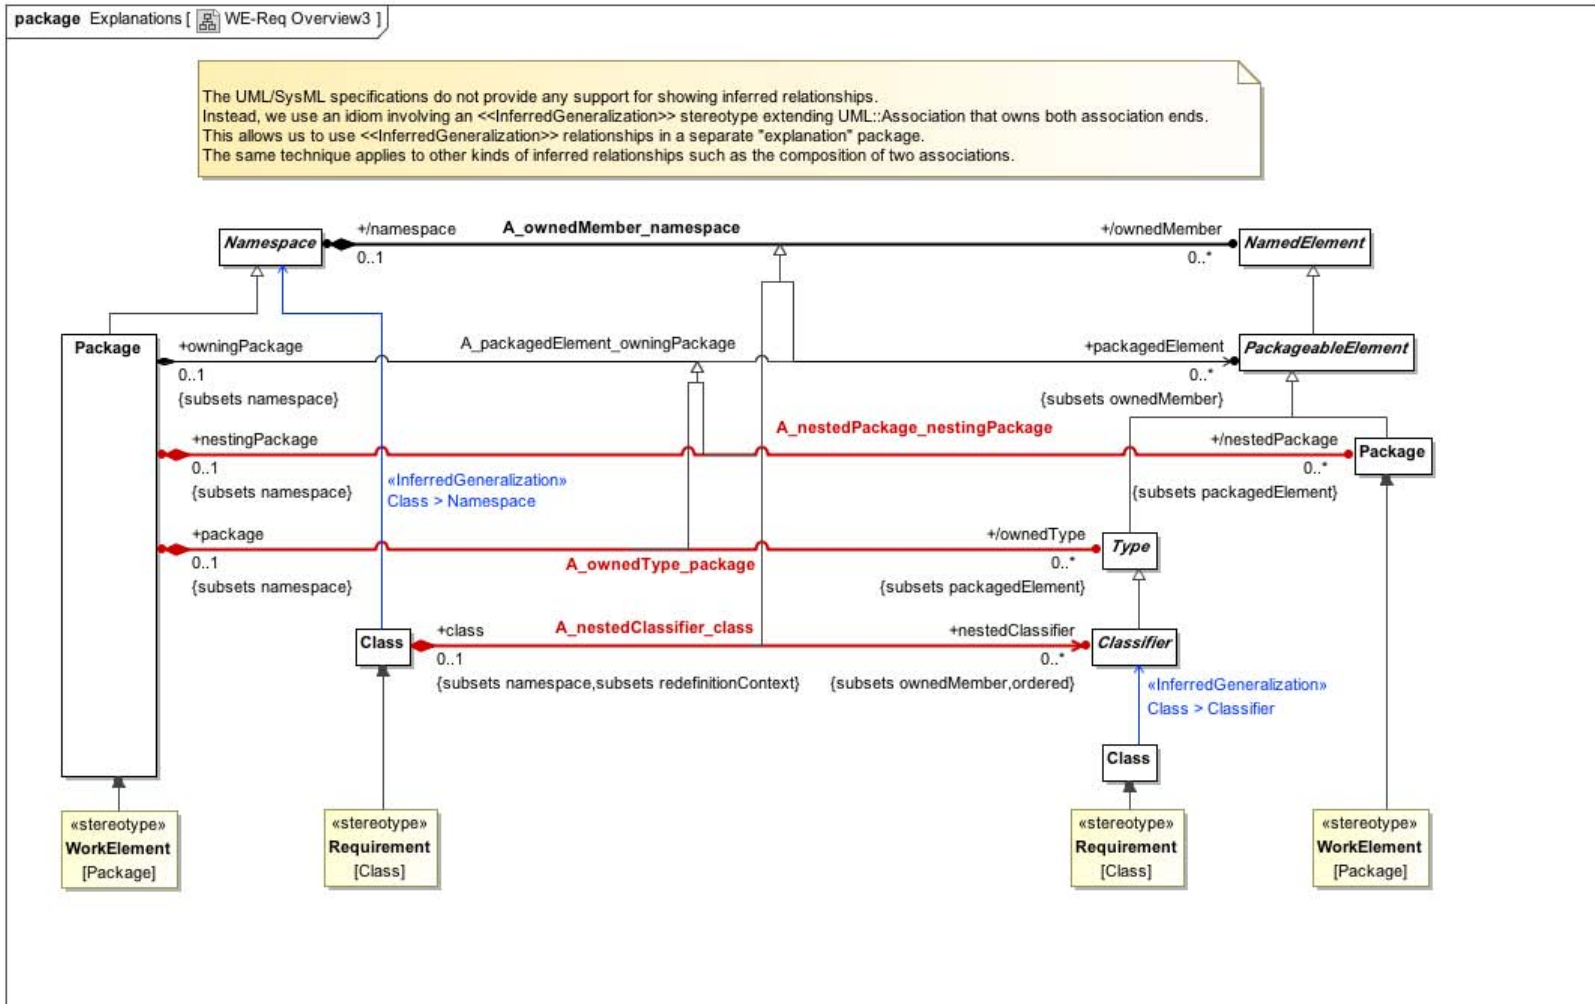 package Explanations [ WE-Req Overview3 ]
The UML/SysML specifications do not provide any support for showing inferred relationships.
Instead, we use an idiom involving an <<InferredGeneralization>> stereotype extending UML::Association that owns both association ends.
This allows us to use <<InferredGeneralization>> relationships in a separate "explanation" package.
The same technique applies to other kinds of inferred relationships such as the composition of two associations.
Namespace
+/namespace
0..1
A_ownedMember_namespace
+/ownedMember
0..*
NamedElement
Package
+owningPackage
0..1
{subsets namespace}
A_packagedElement_owningPackage
+packagedElement
0..*
{subsets ownedMember}
PackageableElement
+nestingPackage
0..1
{subsets namespace}
A_nestedPackage_nestingPackage
+/nestedPackage
0..*
{subsets packagedElement}
Package
«InferredGeneralization»
Class > Namespace
+package
0..1
{subsets namespace}
A_ownedType_package
+/ownedType
0..*
{subsets packagedElement}
Type
Class
+class
0..1
{subsets namespace,subsets redefinitionContext}
A_nestedClassifier_class
+nestedClassifier
0..*
{subsets ownedMember,ordered}
Classifier
«InferredGeneralization»
Class > Classifier
Class
«stereotype»
WorkElement
[Package]
«stereotype»
Requirement
[Class]
«stereotype»
Requirement
[Class]
«stereotype»
WorkElement
[Package]